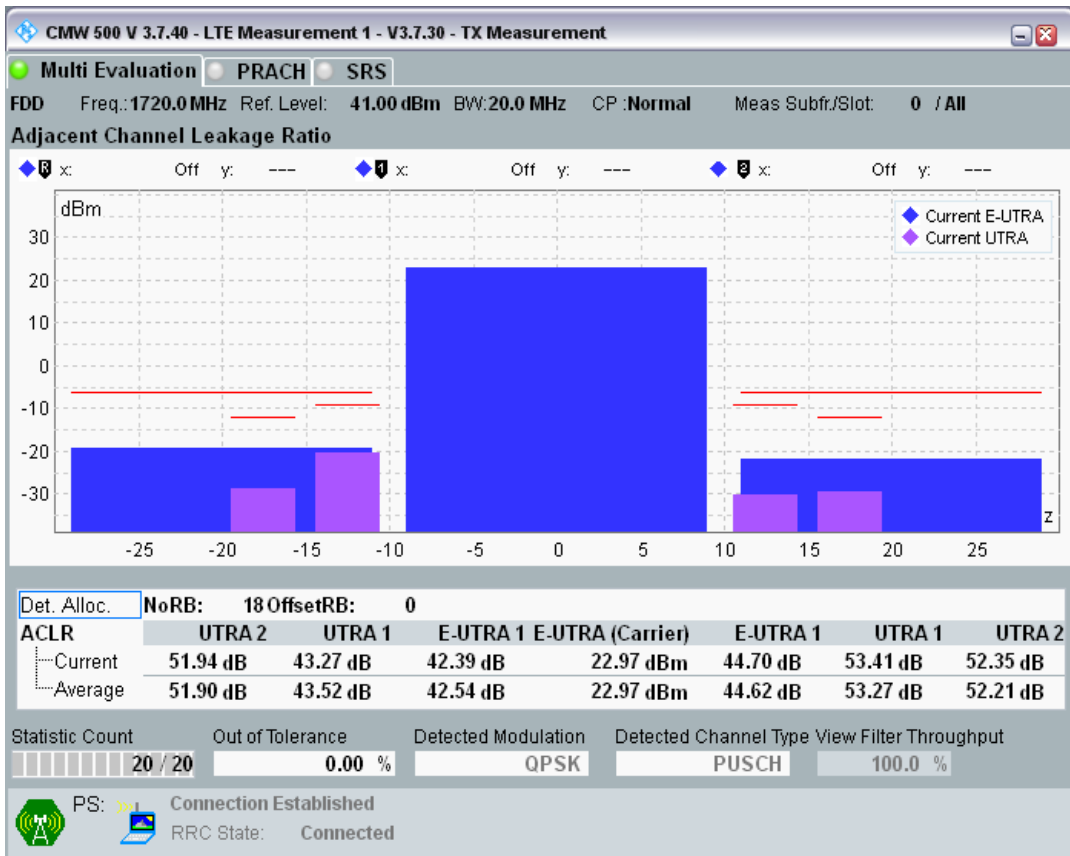 CMW 500 V 3.7.40 - LTE Measurement 1 - V3.7.30 - TX Measurement
Multi Evaluation PRACH SRS
FDD Freq.:1720.0 MHz Ref. Level: 41.00 dBm BW:20.0 MHz CP :Normal Meas Subfr./Slot: 0 / All
Adjacent Channel Leakage Ratio
R x: Off y: --- 1 x: Off y: --- 2 x: Off y: ---
dBm
Current E-UTRA
Current UTRA
30
20
10
0
-10
-20
-30
z
-25 -20 -15 -10 -5 0 5 10 15 20 25
Det. Alloc. NoRB: 18 OffsetRB: 0
ACLR UTRA 2 UTRA 1 E-UTRA 1 E-UTRA (Carrier) E-UTRA 1 UTRA 1 UTRA 2
Current 51.94 dB 43.27 dB 42.39 dB 22.97 dBm 44.70 dB 53.41 dB 52.35 dB
Average 51.90 dB 43.52 dB 42.54 dB 22.97 dBm 44.62 dB 53.27 dB 52.21 dB
Statistic Count Out of Tolerance Detected Modulation Detected Channel Type View Filter Throughput
20 / 20 0.00 % QPSK PUSCH 100.0 %
PS: Connection Established
RRC State: Connected